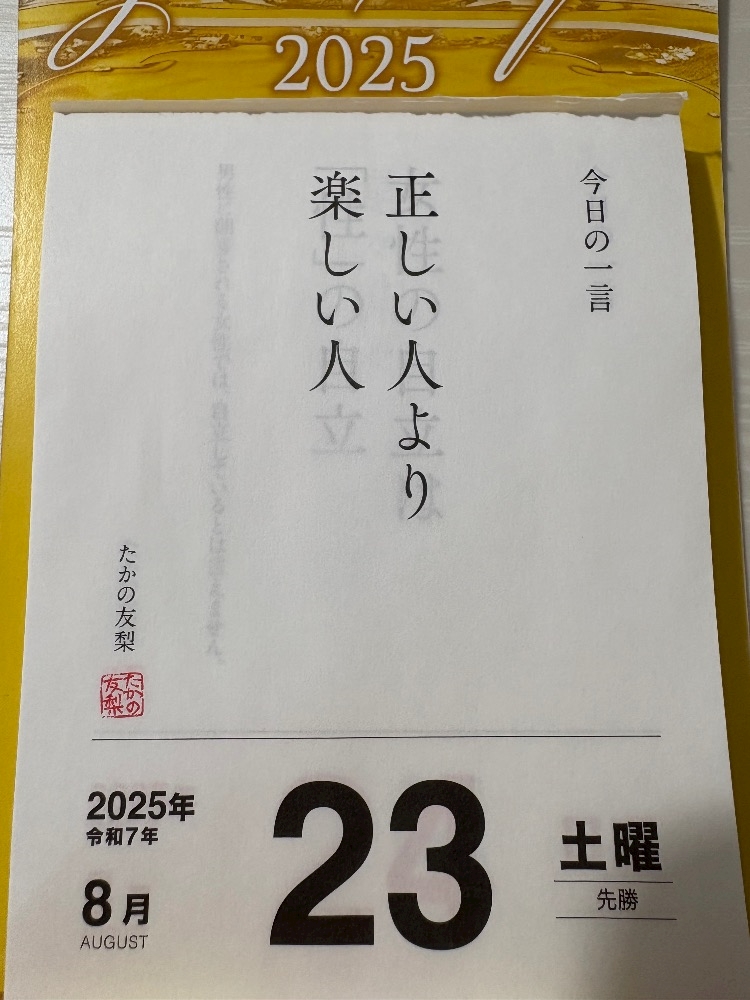 2025
今日の一言
正しい人より
楽しい人
たかの友梨
たかの
友梨
2025年
令和7年
8月
AUGUST
23
土曜
先勝